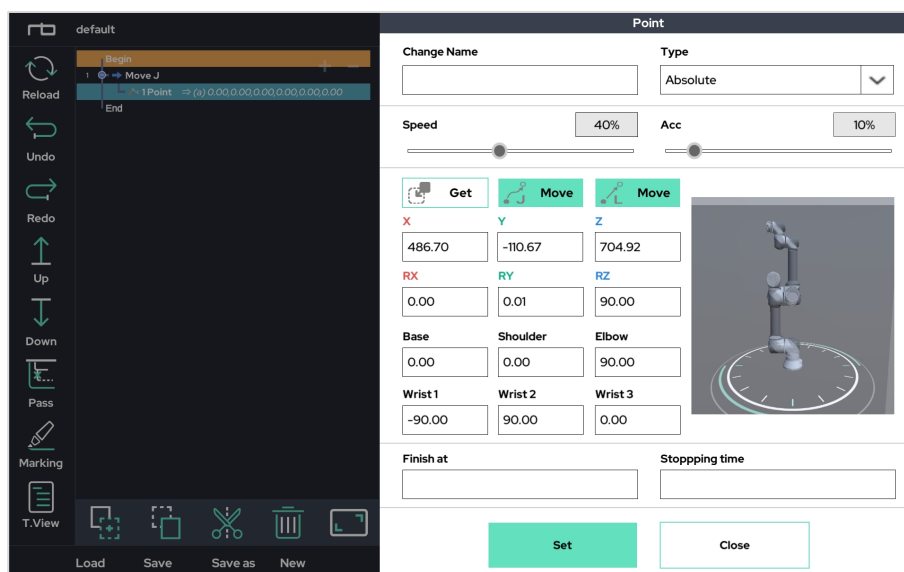 default
Point
Reload
Undo
Redo
Up
Down
Pass
Marking
T.View
Begin
1 Move J
1 Point ⇒ (a) 0.00,0.00,0.00,0.00,0.00,0.00
End
Load Save Save as New
Change Name Type
Absolute
Speed 40% Acc 10%
Get J Move L Move
X Y Z
486.70 -110.67 704.92
RX RY RZ
0.00 0.01 90.00
Base Shoulder Elbow
0.00 0.00 90.00
Wrist 1 Wrist 2 Wrist 3
-90.00 90.00 0.00
Finish at Stoppping time
Set Close